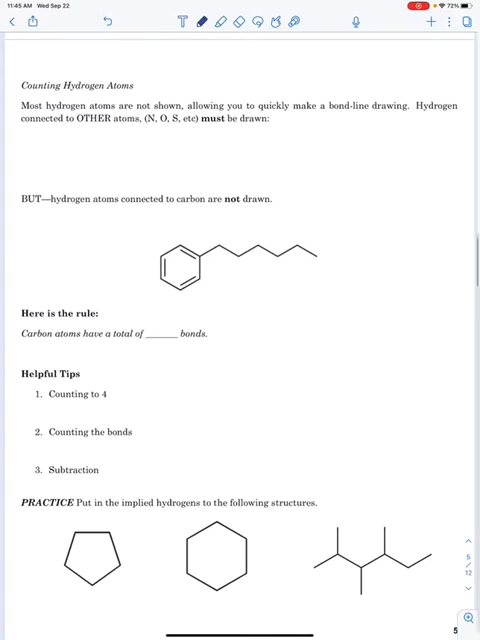 11:45 AM Wed Sep 22
72%
Counting Hydrogen Atoms
Most hydrogen atoms are not shown, allowing you to quickly make a bond-line drawing. Hydrogen
connected to OTHER atoms, (N, O, S, etc) must be drawn:
BUT—hydrogen atoms connected to carbon are not drawn.
Here is the rule:
Carbon atoms have a total of ______ bonds.
Helpful Tips
1. Counting to 4
2. Counting the bonds
3. Subtraction
PRACTICE Put in the implied hydrogens to the following structures.
5
/
12
5